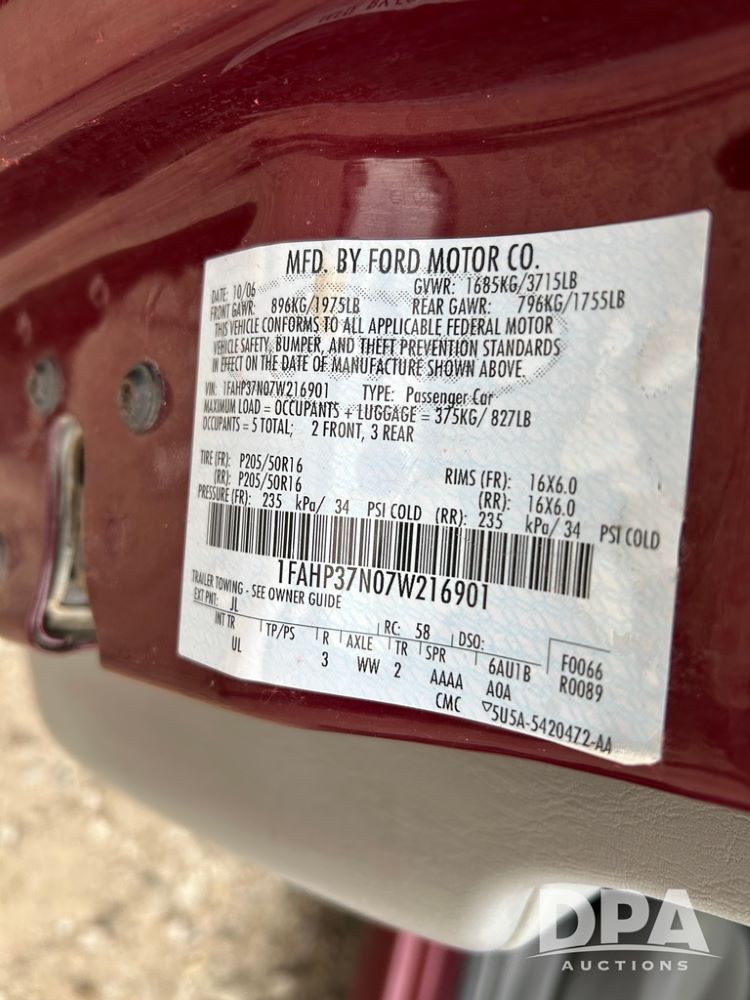 MFD. BY FORD MOTOR CO.
DATE: 10/06 GVWR: 1685KG/3715LB
FRONT GAWR: 896KG/1975LB REAR GAWR: 796KG/1755LB
THIS VEHICLE CONFORMS TO ALL APPLICABLE FEDERAL MOTOR
VEHICLE SAFETY, BUMPER, AND THEFT PREVENTION STANDARDS
IN EFFECT ON THE DATE OF MANUFACTURE SHOWN ABOVE.
VIN: 1FAHP37N07W216901 TYPE: Passenger Car
MAXIMUM LOAD = OCCUPANTS + LUGGAGE = 375KG/ 827LB
OCCUPANTS = 5 TOTAL; 2 FRONT, 3 REAR
TIRE (FR): P205/50R16 RIMS (FR): 16X6.0
(RR): P205/50R16 (RR): 16X6.0
PRESSURE (FR): 235 kPa/ 34 PSI COLD (RR): 235 kPa/ 34 PSI COLD
1FAHP37N07W216901
TRAILER TOWING - SEE OWNER GUIDE
EXT PNT: JL RC: 58 DSO: F0066
INT TR TP/PS R AXLE TR SPR 6AU1B R0089
UL 3 WW 2 AAAA A0A
CMC ▽5U5A-5420472-AA
DPA
AUCTIONS